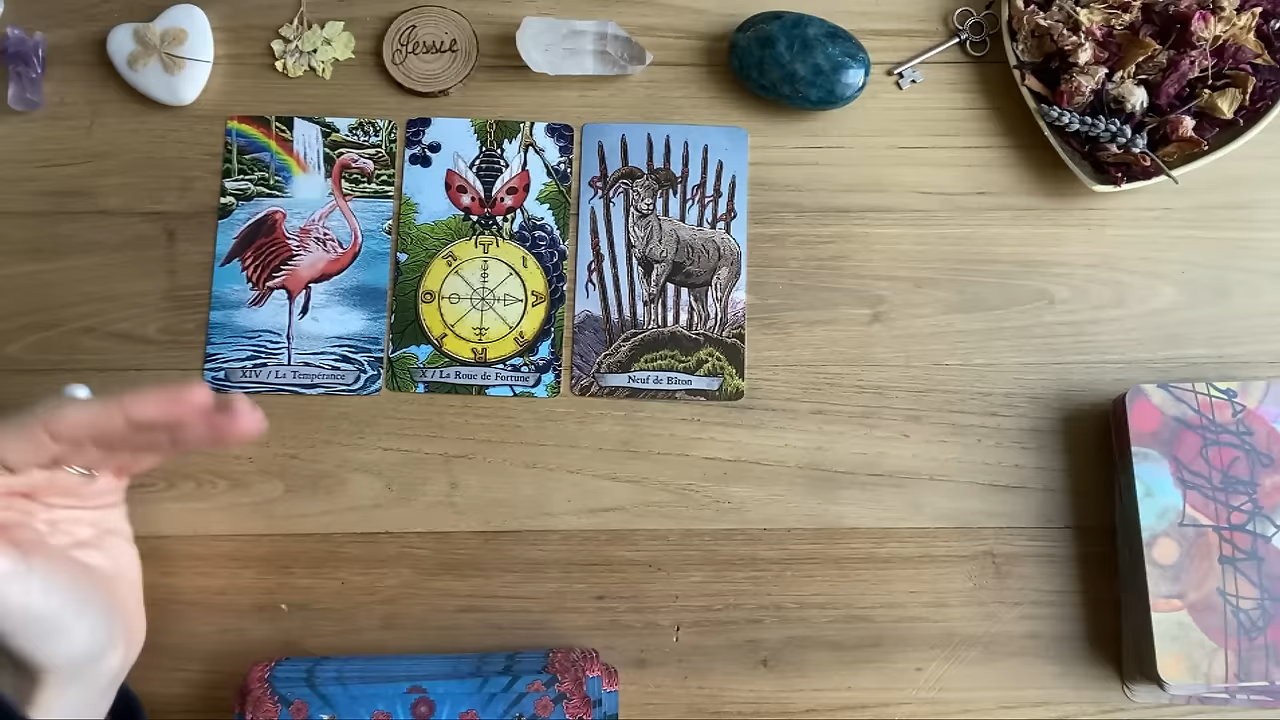 Jessie
XIV / La Tempérance
X / La Roue de Fortune
Neuf de Bâton